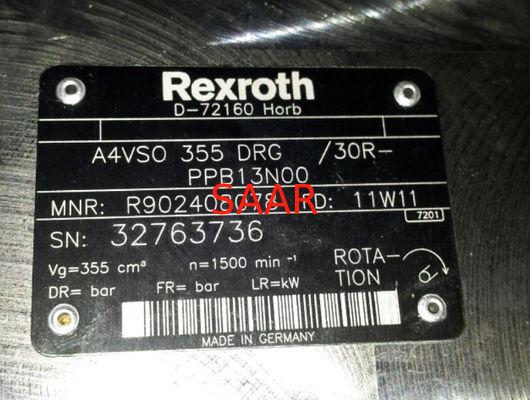 Rexroth
D-72160 Horb
A4VSO 355 DRG /30R-
PPB13N00
SAAR
MNR: FD: 11W11
7201
SN: 32763736
Vg=355 cm³ n=1500 min⁻¹
ROTA-
TION
DR= bar FR= bar LR=kW
MADE IN GERMANY